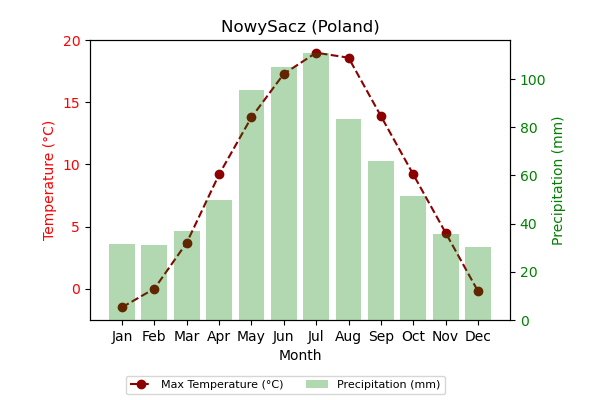 NowySacz (Poland)
20
15
10
5
0
Temperature (°C)
100
80
60
40
20
0
Precipitation (mm)
Jan Feb Mar Apr May Jun Jul Aug Sep Oct Nov Dec
Month
Max Temperature (°C) Precipitation (mm)